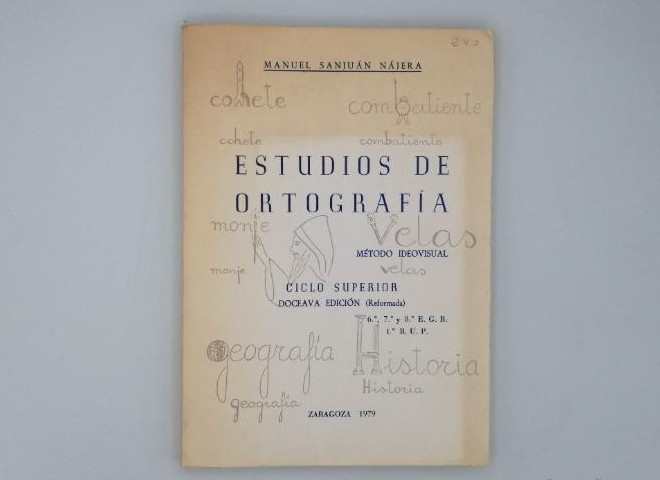 240
MANUEL SANJUÁN NÁJERA
cohete combatiente
cohete combatiente
ESTUDIOS DE
ORTOGRAFÍA
monje velas
MÉTODO IDEOVISUAL
monje velas
CICLO SUPERIOR
DOCEAVA EDICIÓN (Reformada)
6.º, 7.º y 8.º E. G. B.
1.º B. U. P.
geografía Historia
geografía Historia
ZARAGOZA 1979